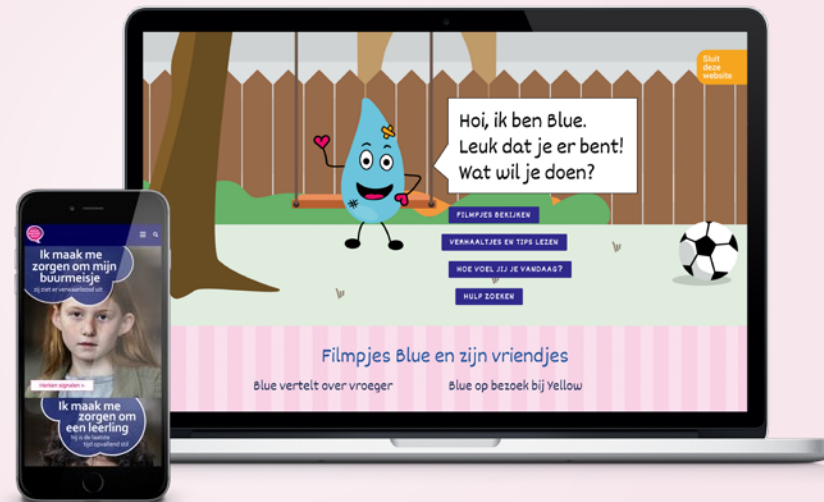 Sluit
deze
website
Hoi, ik ben Blue.
Leuk dat je er bent!
Wat wil je doen?
FILMPJES BEKIJKEN
VERHAALTJES EN TIPS LEZEN
HOE VOEL JIJ JE VANDAAG?
HULP ZOEKEN
Filmpjes Blue en zijn vriendjes
Blue vertelt over vroeger
Blue op bezoek bij Yellow
Ik maak me
zorgen om mijn
buurmeisje
zij ziet er verwaarloosd uit
Herken signalen »
Ik maak me
zorgen om
een leerling
hij is de laatste
tijd opvallend stil